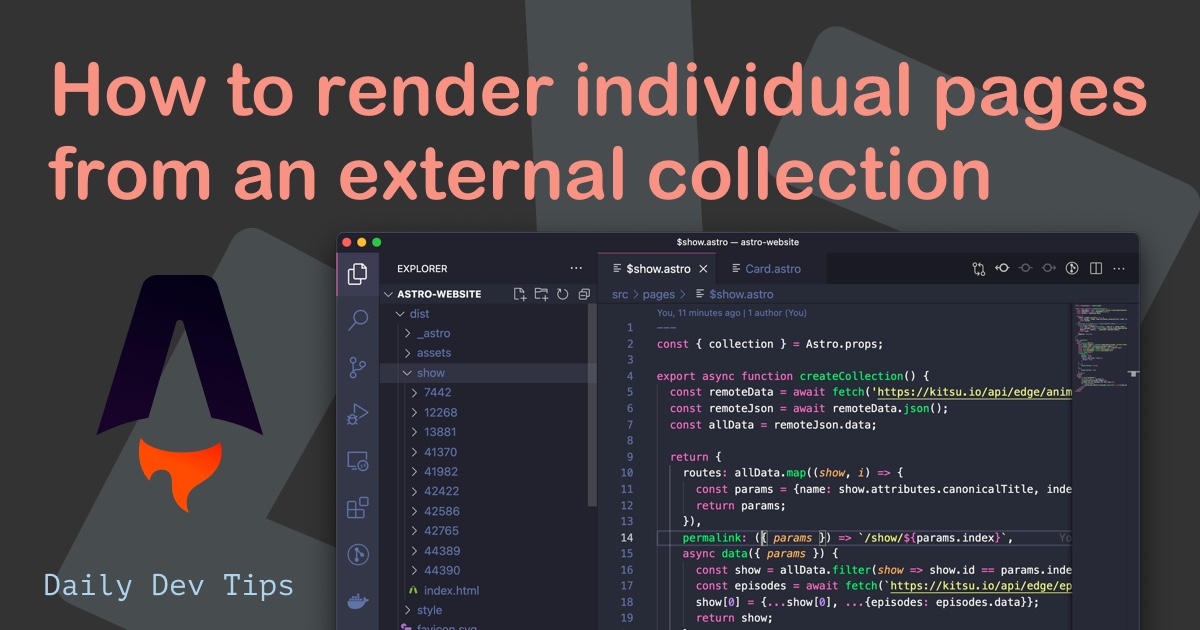 How to render individual pages
from an external collection
$show.astro — astro-website
EXPLORER
$show.astro
Card.astro
ASTRO-WEBSITE
src > pages > $show.astro
dist
_astro
assets
show
7442
12268
13881
41370
41982
42422
42586
42765
44389
44390
index.html
style
favicon.svg
You, 11 minutes ago | 1 author (You)
1 ---
2 const { collection } = Astro.props;
3
4 export async function createCollection() {
5 const remoteData = await fetch('https://kitsu.io/api/edge/anim
6 const remoteJson = await remoteData.json();
7 const allData = remoteJson.data;
8
9 return {
10 routes: allData.map((show, i) => {
11 const params = {name: show.attributes.canonicalTitle, inde
12 return params;
13 }),
14 permalink: ({ params }) => `/show/${params.index}`, Yo
15 async data({ params }) {
16 const show = allData.filter(show => show.id == params.inde
17 const episodes = await fetch(`https://kitsu.io/api/edge/ep
18 show[0] = {...show[0], ...{episodes: episodes.data}};
19 return show;
Daily Dev Tips